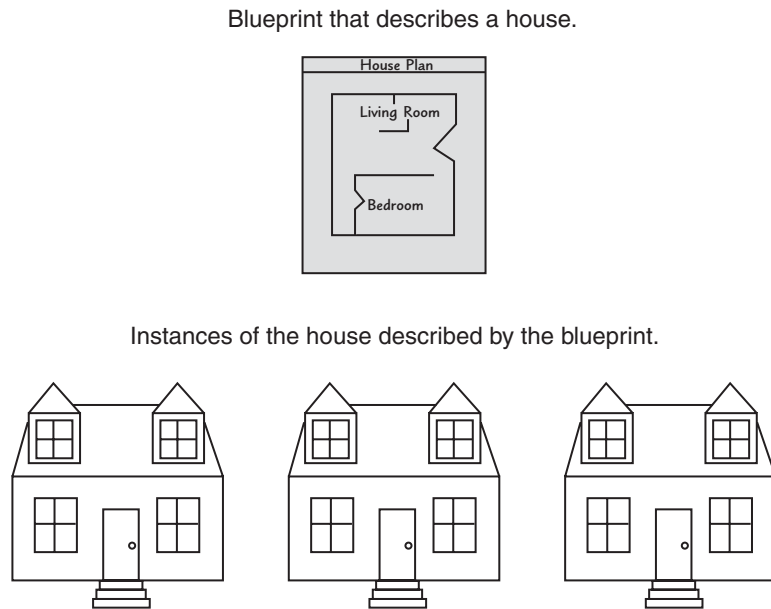 Blueprint that describes a house.
House Plan
Living Room
Bedroom
Instances of the house described by the blueprint.